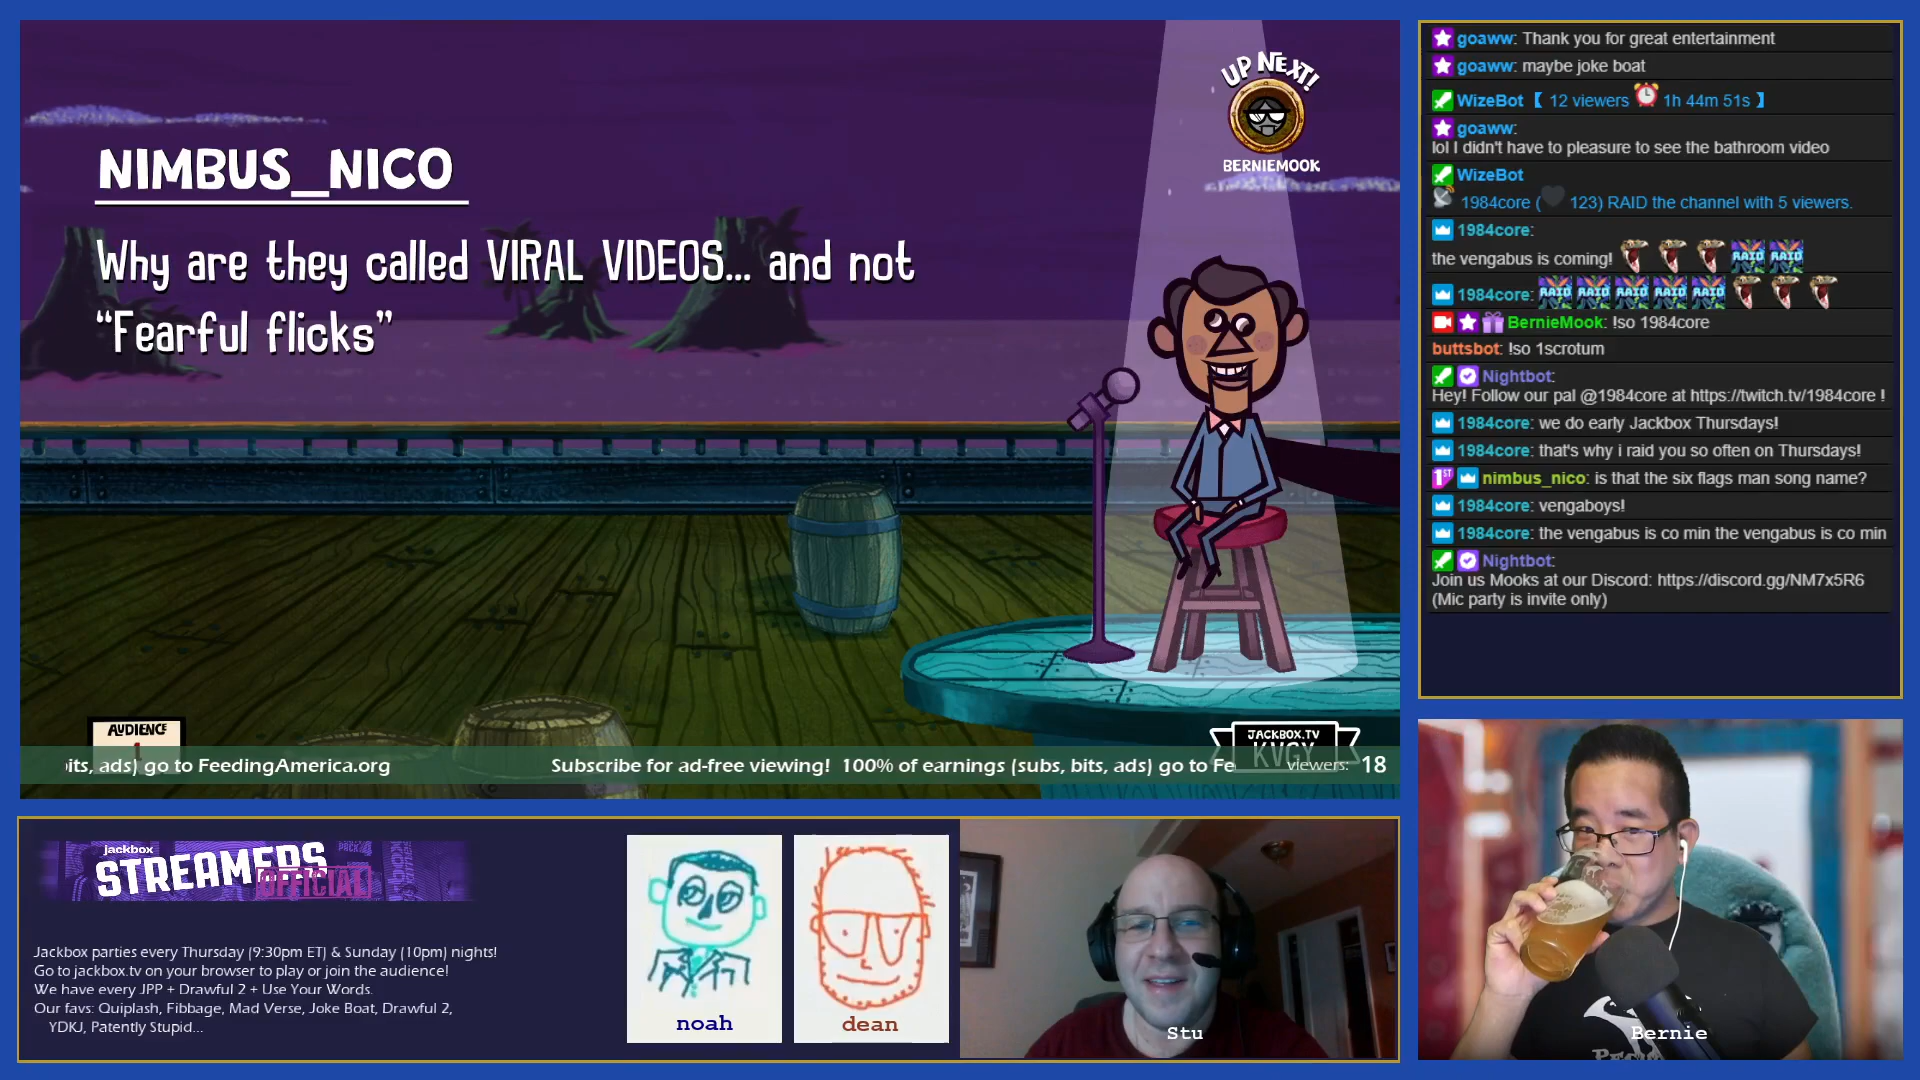 UP NEXT!
BERNIEMOOK
NIMBUS_NICO
Why are they called VIRAL VIDEOS... and not
“Fearful flicks”
AUDIENCE
JACKBOX.TV
KVGY
its, ads) go to FeedingAmerica.org
Subscribe for ad-free viewing! 100% of earnings (subs, bits, ads) go to Fe
viewers: 18
goaww: Thank you for great entertainment
goaww: maybe joke boat
WizeBot 【 12 viewers 1h 44m 51s 】
goaww:
lol I didn't have to pleasure to see the bathroom video
WizeBot
1984core ( 123) RAID the channel with 5 viewers.
1984core:
the vengabus is coming! RAID RAID
1984core: RAID RAID RAID RAID RAID
BernieMook: !so 1984core
buttsbot: !so 1scrotum
Nightbot:
Hey! Follow our pal @1984core at https://twitch.tv/1984core !
1984core: we do early Jackbox Thursdays!
1984core: that's why i raid you so often on Thursdays!
1ST nimbus_nico: is that the six flags man song name?
1984core: vengaboys!
1984core: the vengabus is co min the vengabus is co min
Nightbot:
Join us Mooks at our Discord: https://discord.gg/NM7x5R6
(Mic party is invite only)
jackbox
STREAMERS
OFFICIAL
Jackbox parties every Thursday (9:30pm ET) & Sunday (10pm) nights!
Go to jackbox.tv on your browser to play or join the audience!
We have every JPP + Drawful 2 + Use Your Words.
Our favs: Quiplash, Fibbage, Mad Verse, Joke Boat, Drawful 2,
YDKJ, Patently Stupid...
noah
dean
Stu
Bernie